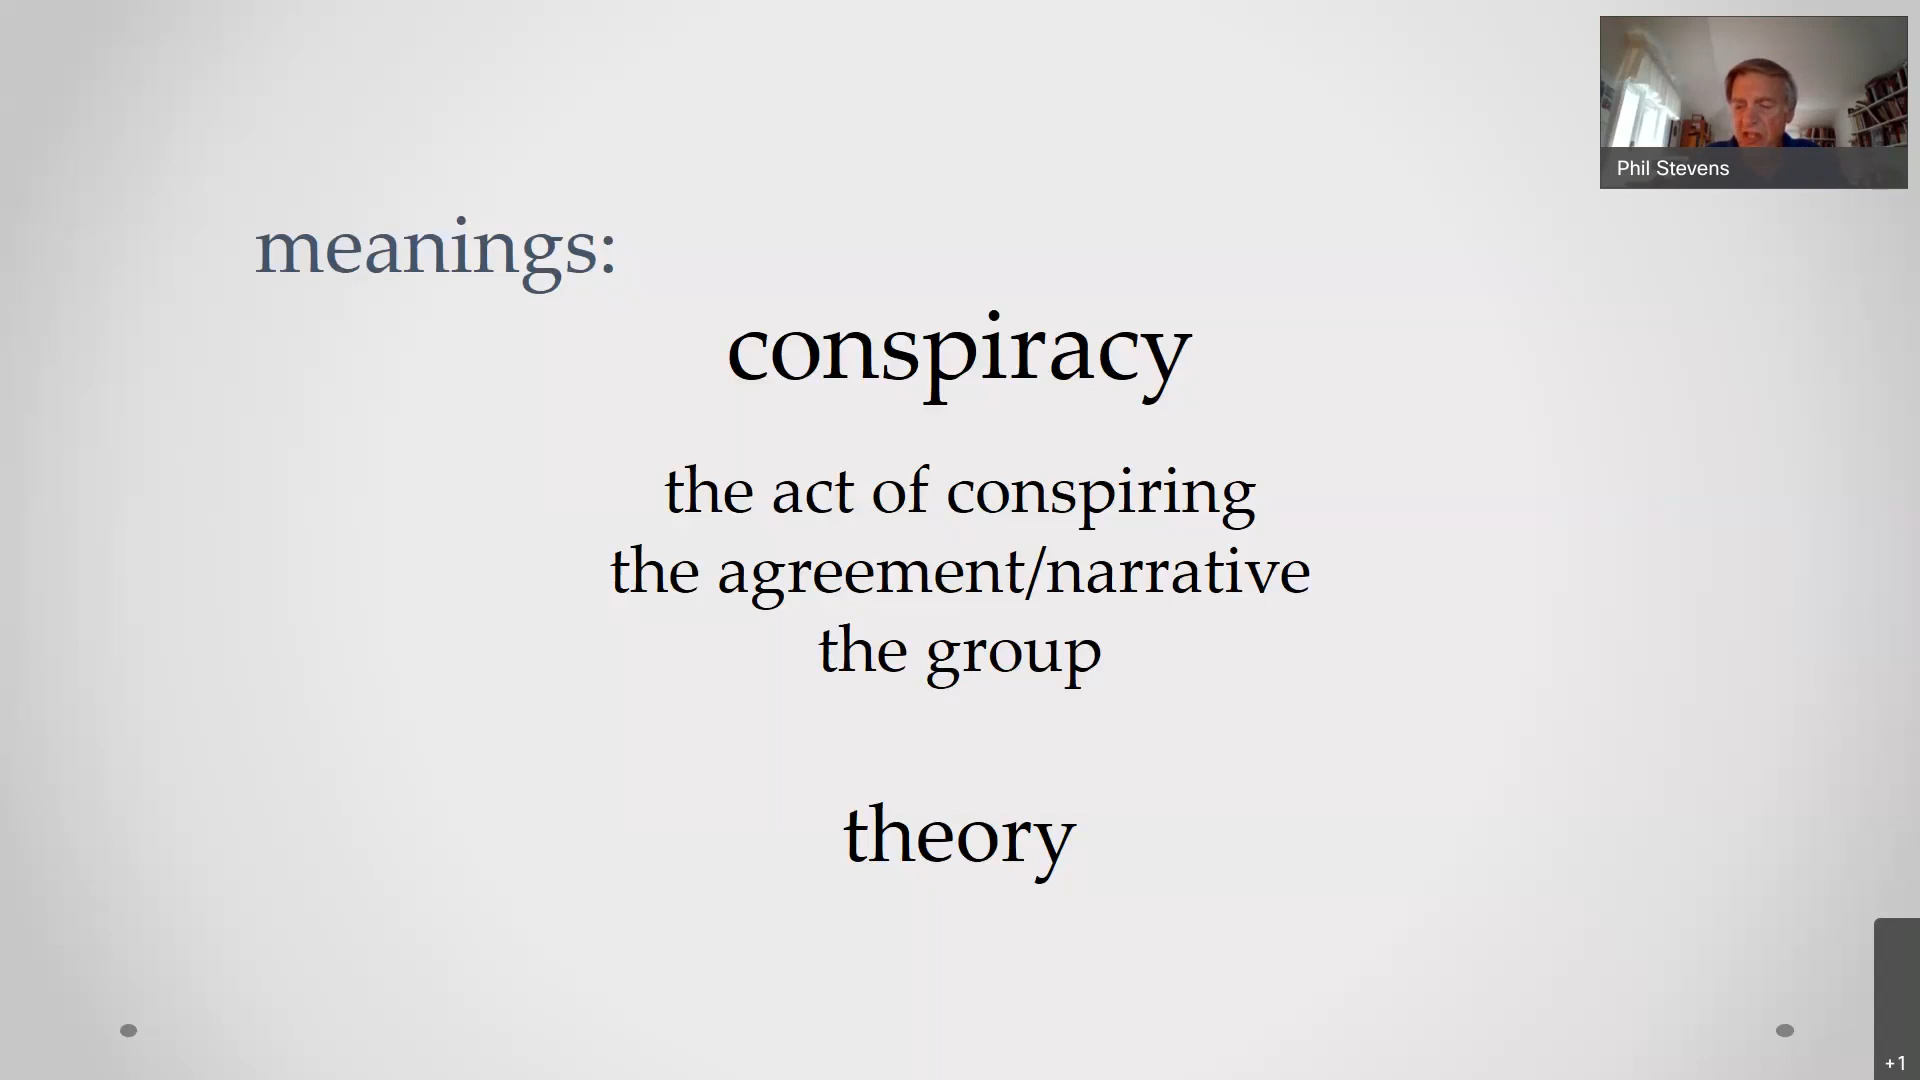 Phil Stevens
meanings:
conspiracy
the act of conspiring
the agreement/narrative
the group
theory
+1